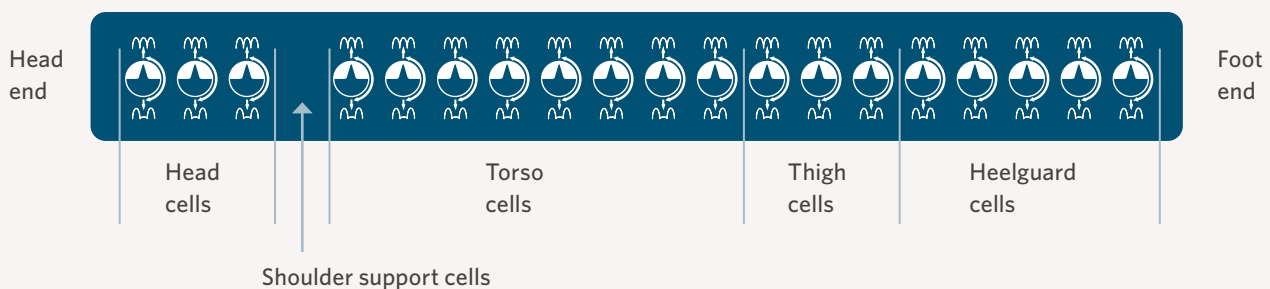 Head
end
Foot
end
Head
cells
Torso
cells
Thigh
cells
Heelguard
cells
Shoulder support cells